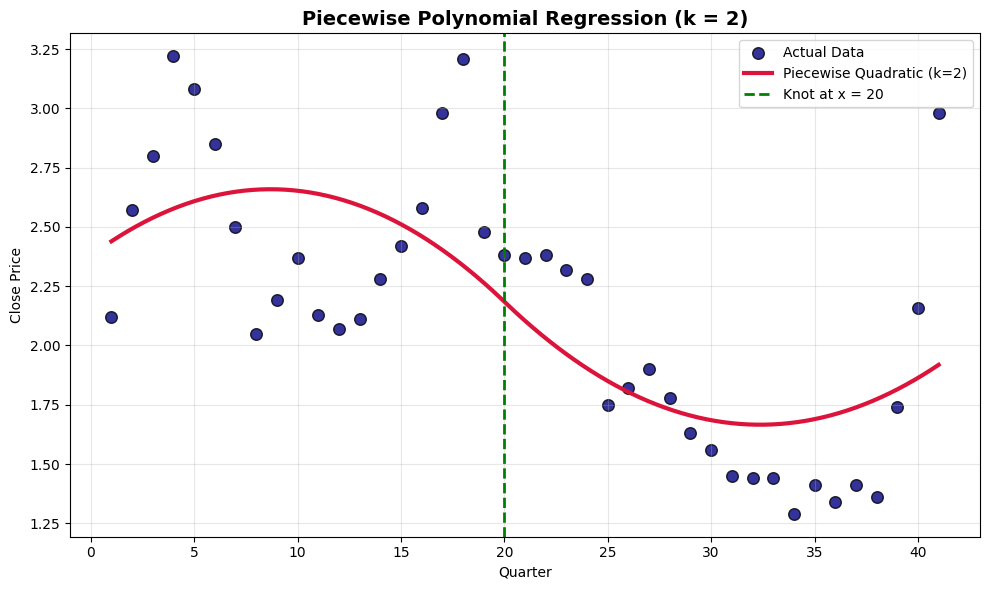 Piecewise Polynomial Regression (k = 2)
Actual Data
Piecewise Quadratic (k=2)
Knot at x = 20
Close Price
3.25
3.00
2.75
2.50
2.25
2.00
1.75
1.50
1.25
0 5 10 15 20 25 30 35 40
Quarter